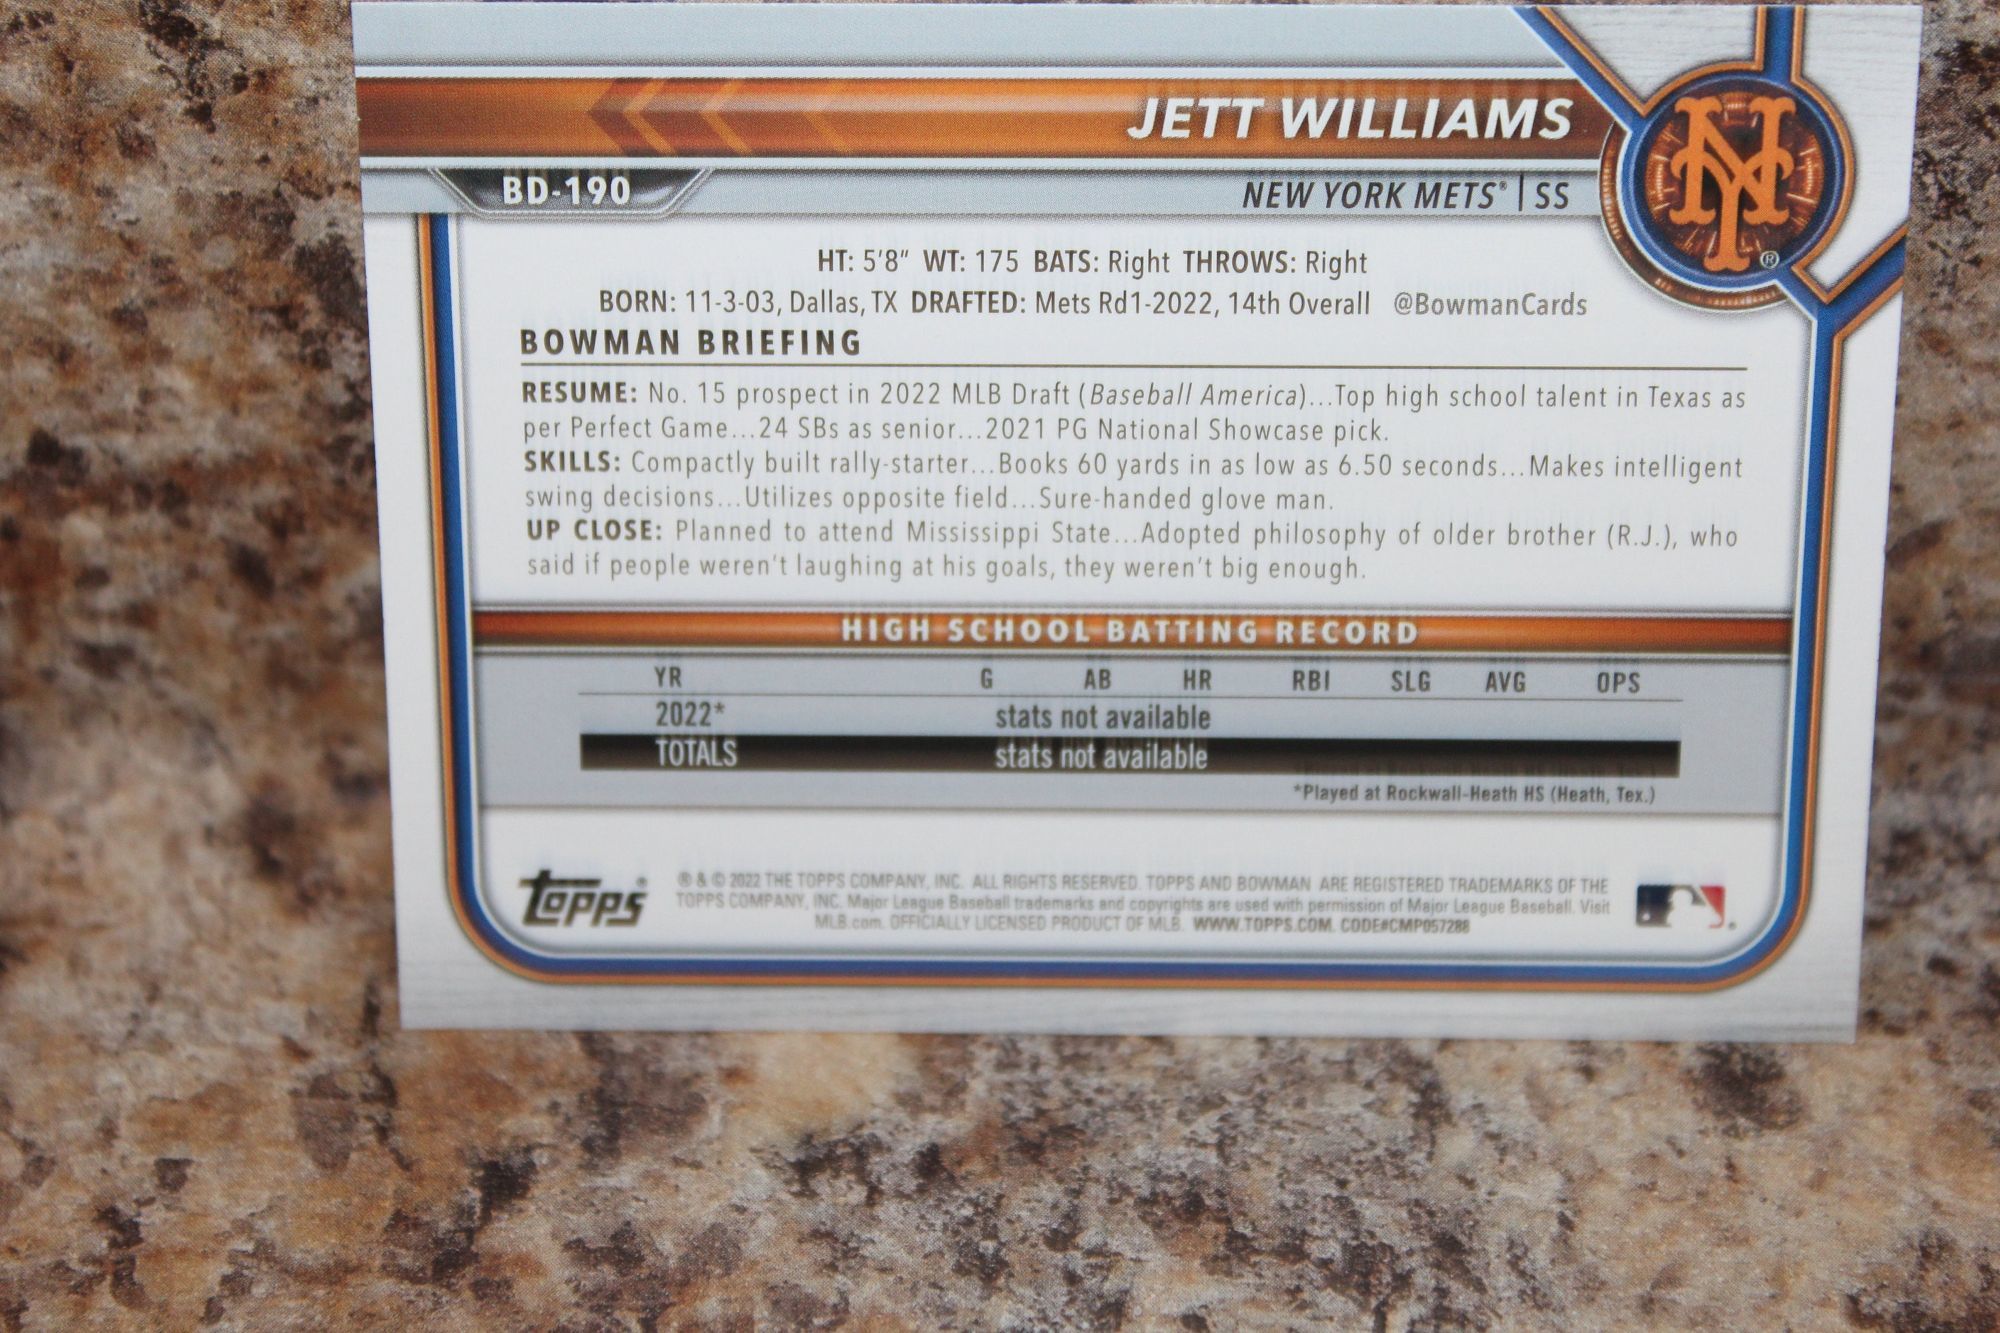 JETT WILLIAMS
BD-190
NEW YORK METS® | SS
NY
®
HT: 5'8" WT: 175 BATS: Right THROWS: Right
BORN: 11-3-03, Dallas, TX DRAFTED: Mets Rd1-2022, 14th Overall @BowmanCards
BOWMAN BRIEFING
RESUME: No. 15 prospect in 2022 MLB Draft (Baseball America)...Top high school talent in Texas as
per Perfect Game...24 SBs as senior...2021 PG National Showcase pick.
SKILLS: Compactly built rally-starter...Books 60 yards in as low as 6.50 seconds...Makes intelligent
swing decisions...Utilizes opposite field...Sure-handed glove man.
UP CLOSE: Planned to attend Mississippi State...Adopted philosophy of older brother (R.J.), who
said if people weren't laughing at his goals, they weren't big enough.
HIGH SCHOOL BATTING RECORD
YR G AB HR RBI SLG AVG OPS
2022* stats not available
TOTALS stats not available
*Played at Rockwall-Heath HS (Heath, Tex.)
topps®
® & © 2022 THE TOPPS COMPANY, INC. ALL RIGHTS RESERVED. TOPPS AND BOWMAN ARE REGISTERED TRADEMARKS OF THE
TOPPS COMPANY, INC. Major League Baseball trademarks and copyrights are used with permission of Major League Baseball. Visit
MLB.com. OFFICIALLY LICENSED PRODUCT OF MLB. WWW.TOPPS.COM. CODE#CMP057288